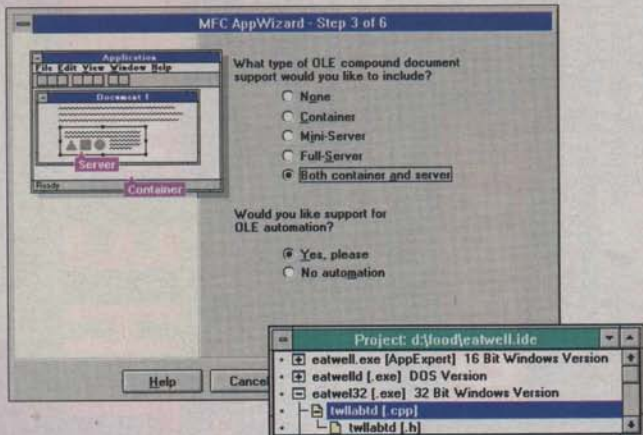 MFC AppWizard - Step 3 of 6
Application
File Edit View Window Help
Document 1
Server
Container
Ready
What type of OLE compound document
support would you like to include?
None
Container
Mini-Server
Full-Server
Both container and server
Would you like support for
OLE automation?
Yes, please
No automation
Help
Cancel
Project: d:\food\eatwell.ide
eatwell.exe [AppExpert] 16 Bit Windows Version
eatwelld [.exe] DOS Version
eatwel32 [.exe] 32 Bit Windows Version
twllabtd [.cpp]
twllabtd [.h]